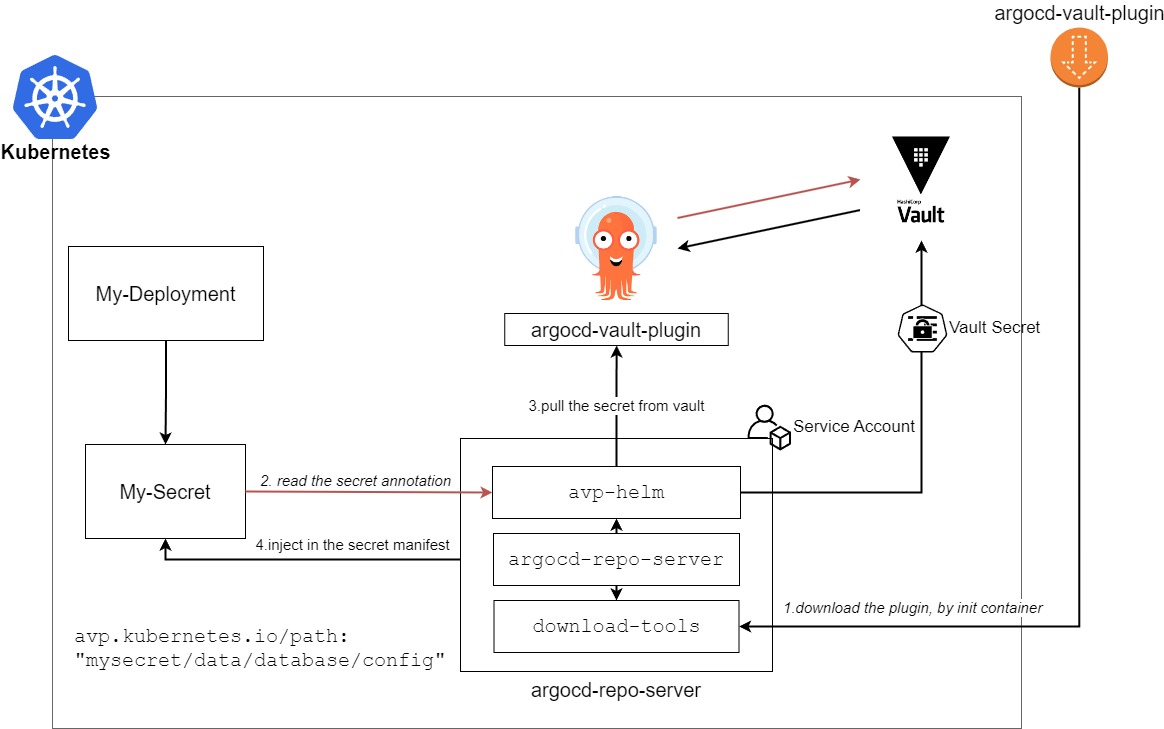 argocd-vault-plugin
Kubernetes
HashiCorp
Vault
My-Deployment
argocd-vault-plugin
Vault Secret
3.pull the secret from vault
Service Account
My-Secret
2. read the secret annotation
avp-helm
4.inject in the secret manifest
argocd-repo-server
1.download the plugin, by init container
download-tools
avp.kubernetes.io/path:
"mysecret/data/database/config"
argocd-repo-server